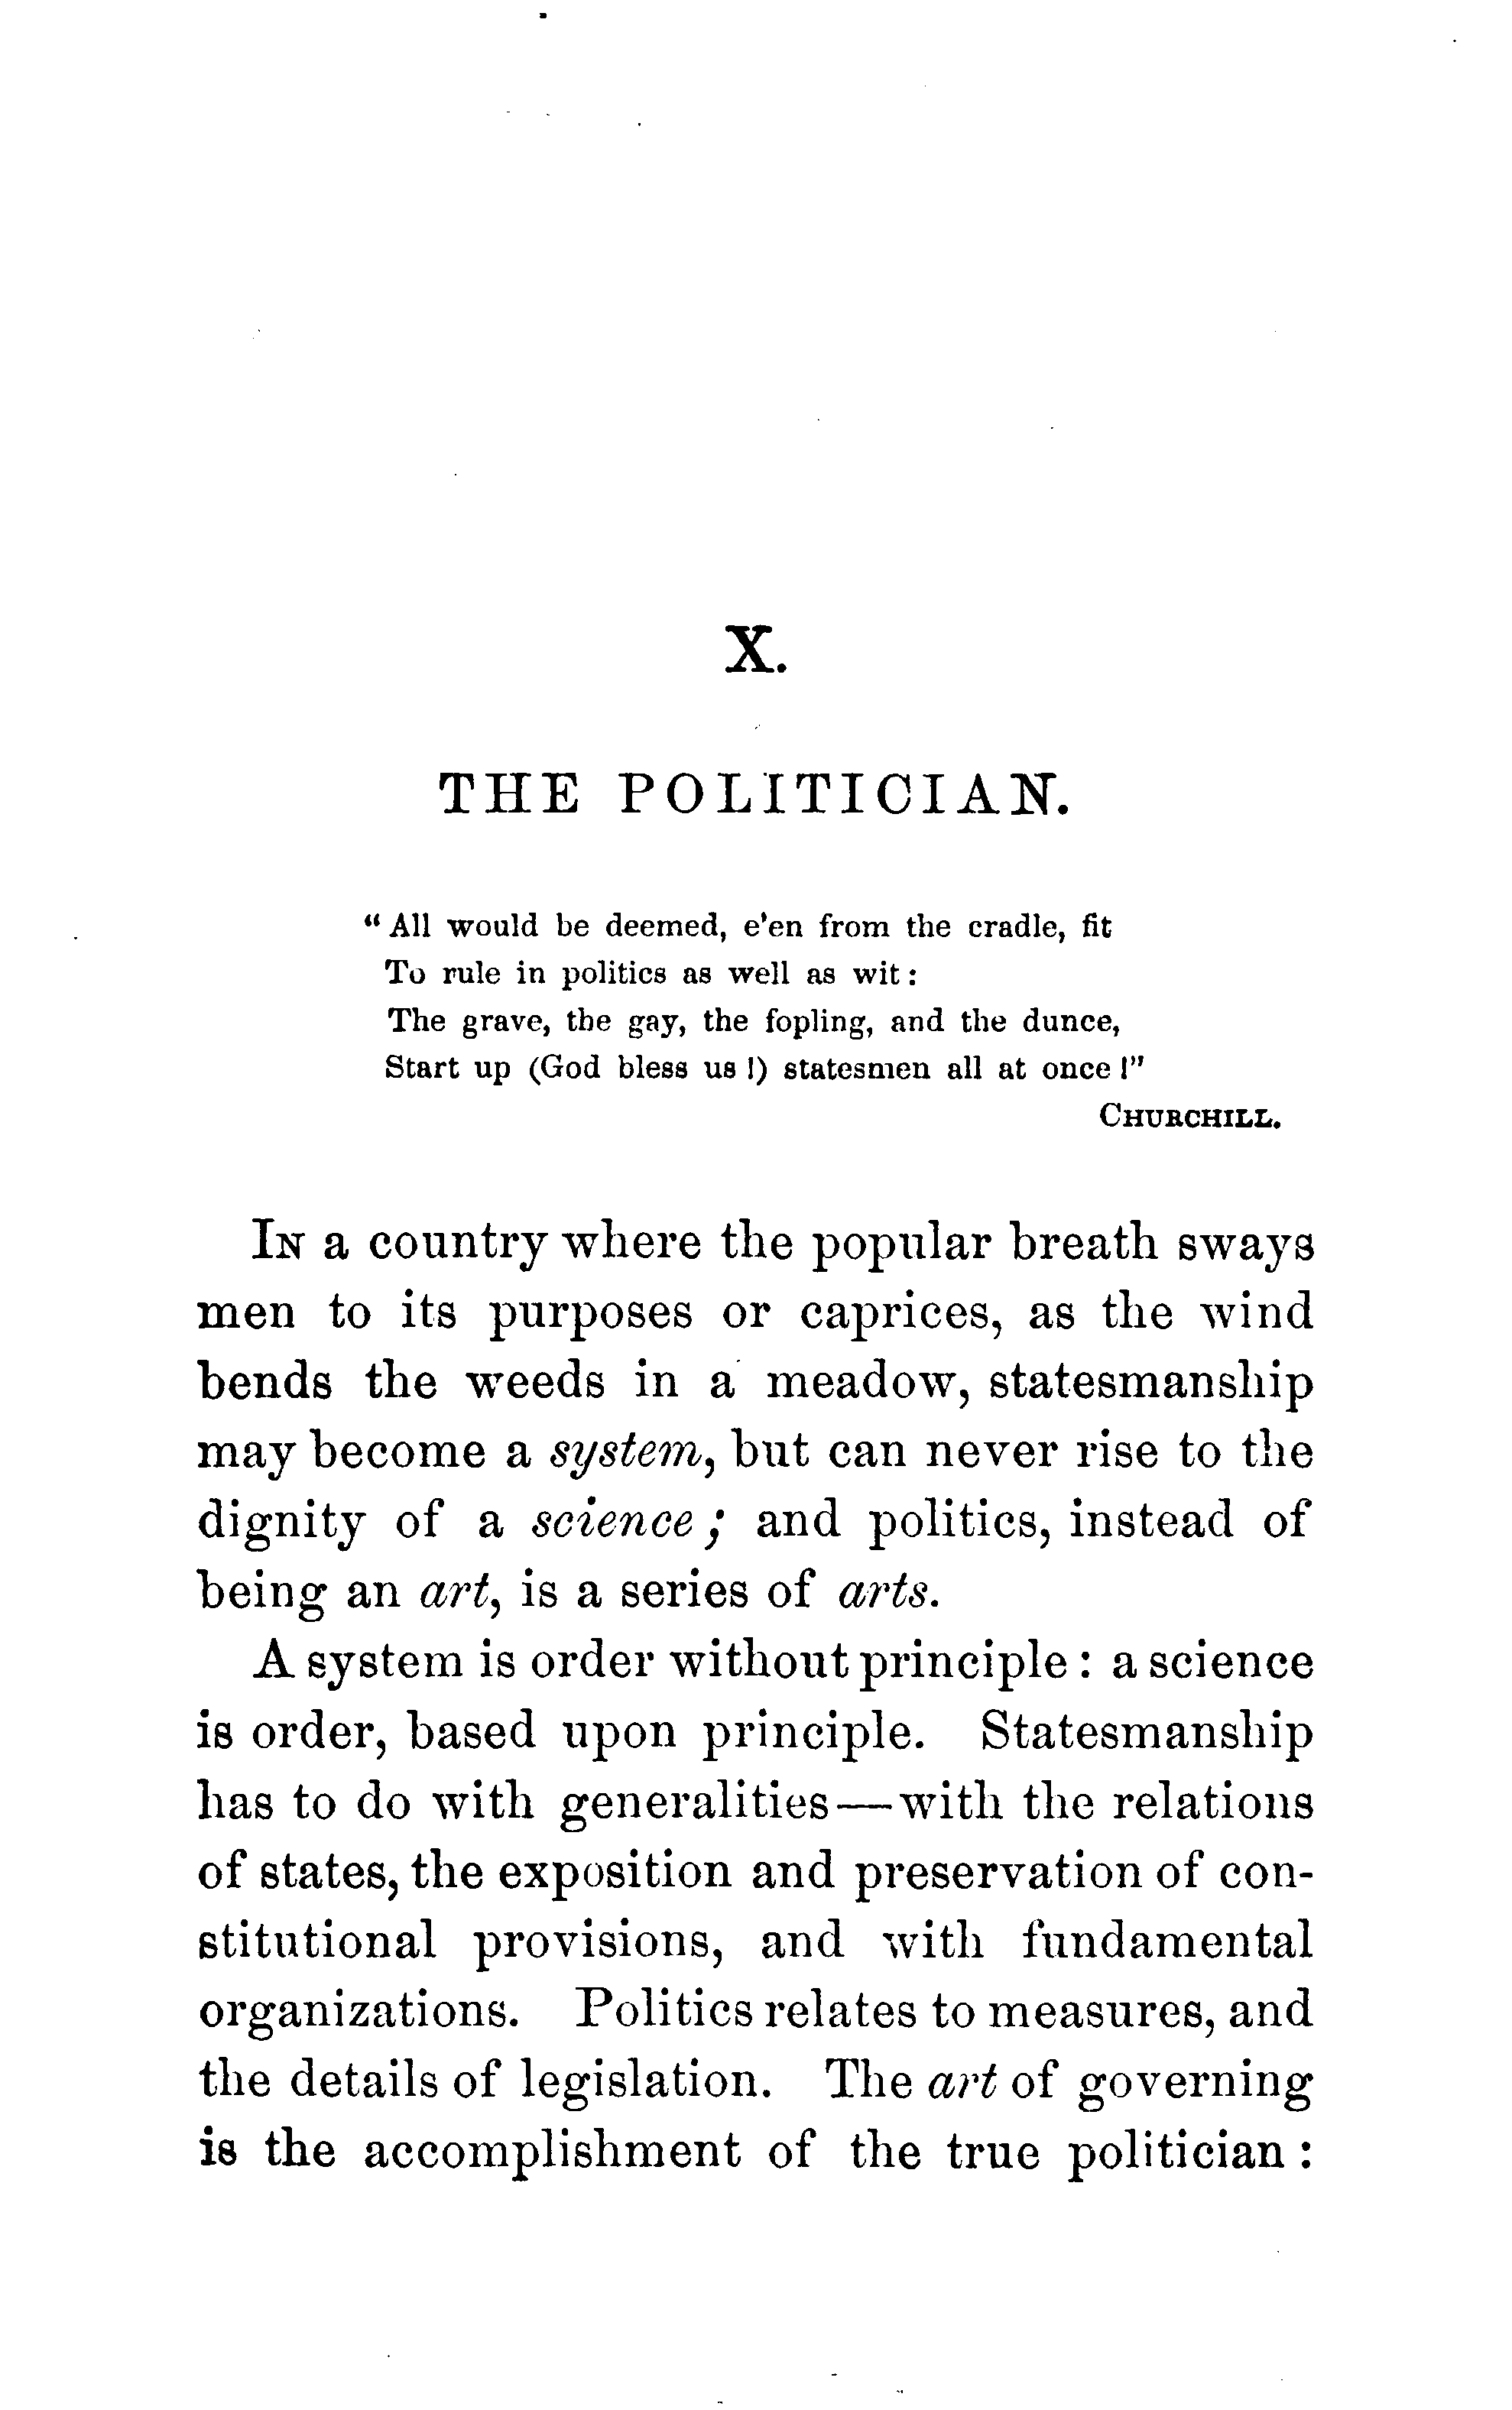 X.
THE POLITICIAN.
"All would be deemed, e'en from the cradle, fit
To rule in politics as well as wit:
The grave, the gay, the fopling, and the dunce,
Start up (God bless us!) statesmen all at once!"
CHURCHILL.
IN a country where the popular breath sways
men to its purposes or caprices, as the wind
bends the weeds in a meadow, statesmanship
may become a system, but can never rise to the
dignity of a science; and politics, instead of
being an art, is a series of arts.
A system is order without principle: a science
is order, based upon principle. Statesmanship
has to do with generalities—with the relations
of states, the exposition and preservation of con-
stitutional provisions, and with fundamental
organizations. Politics relates to measures, and
the details of legislation. The art of governing
is the accomplishment of the true politician: